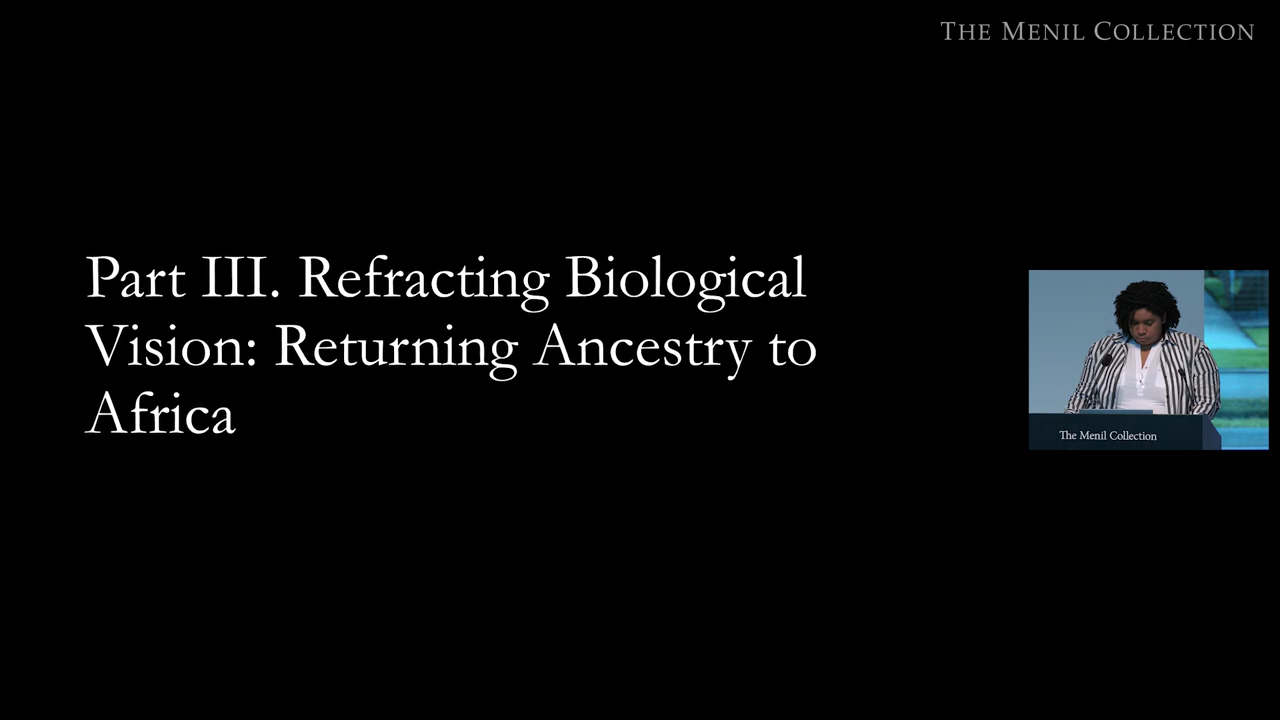 THE MENIL COLLECTION
Part III. Refracting Biological
Vision: Returning Ancestry to
Africa
The Menil Collection